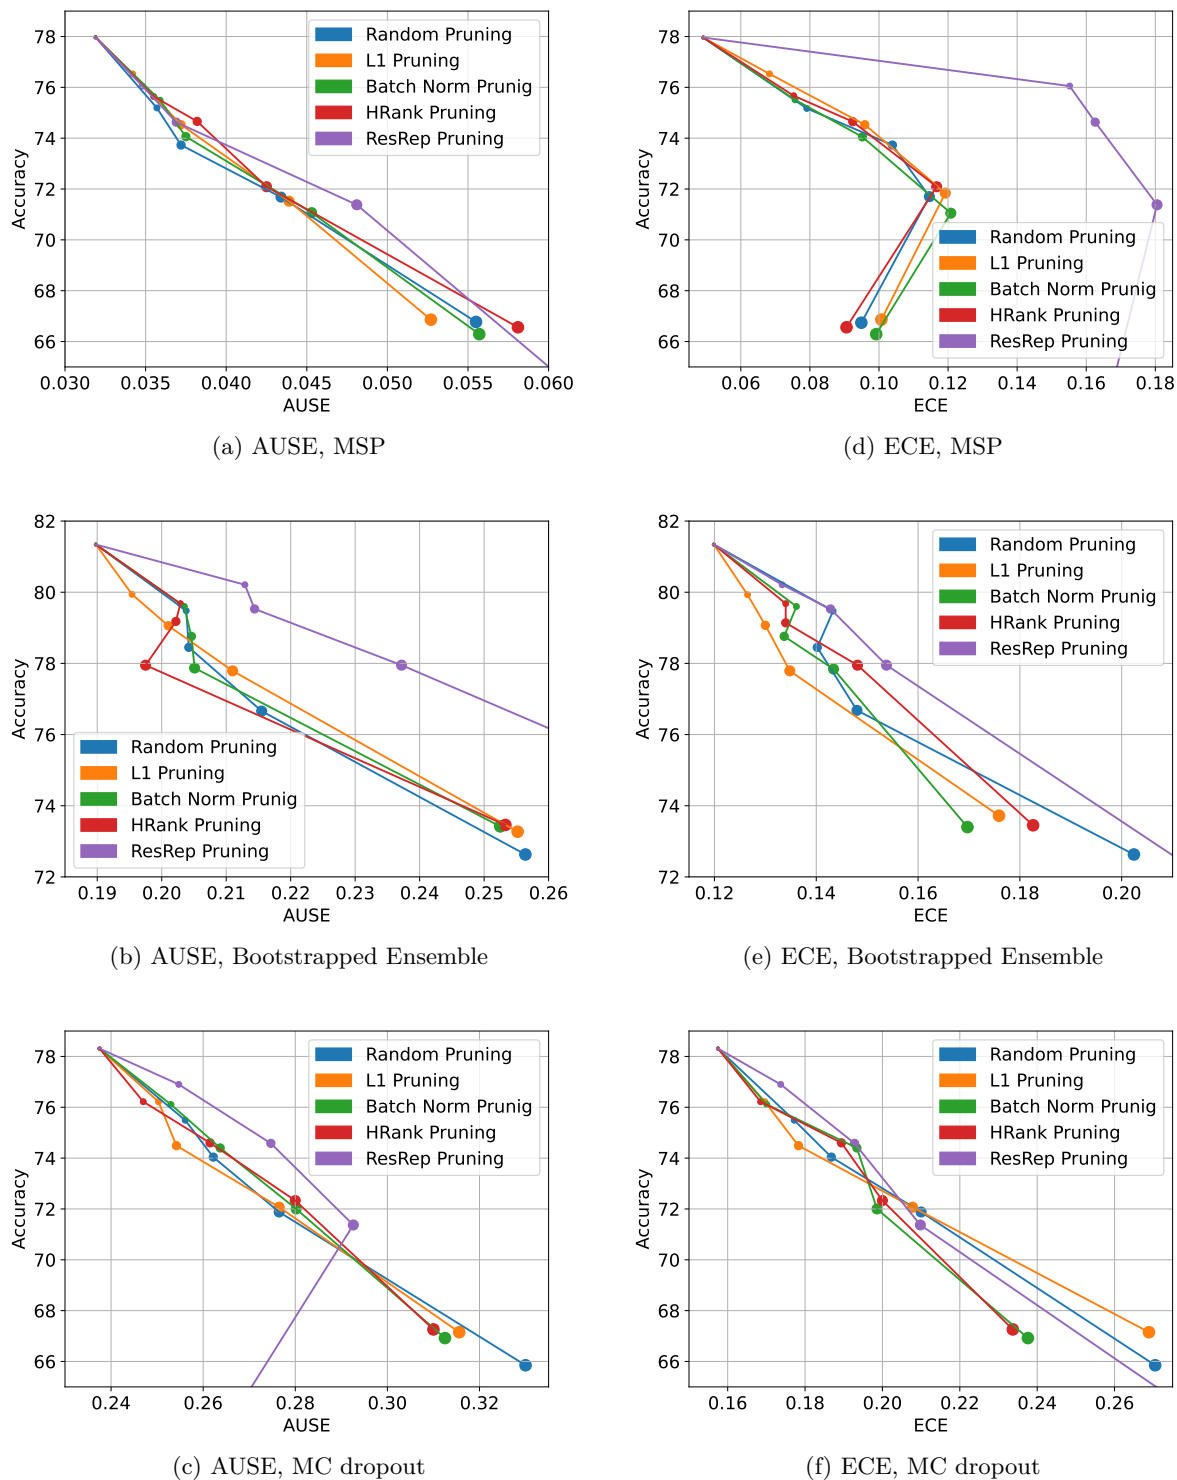 78
76
74
72
70
68
66
Accuracy
0.030 0.035 0.040 0.045 0.050 0.055 0.060
AUSE
Random Pruning
L1 Pruning
Batch Norm Prunig
HRank Pruning
ResRep Pruning
(a) AUSE, MSP
78
76
74
72
70
68
66
Accuracy
0.06 0.08 0.10 0.12 0.14 0.16 0.18
ECE
Random Pruning
L1 Pruning
Batch Norm Prunig
HRank Pruning
ResRep Pruning
(d) ECE, MSP
82
80
78
76
74
72
Accuracy
0.19 0.20 0.21 0.22 0.23 0.24 0.25 0.26
AUSE
Random Pruning
L1 Pruning
Batch Norm Prunig
HRank Pruning
ResRep Pruning
(b) AUSE, Bootstrapped Ensemble
82
80
78
76
74
72
Accuracy
0.12 0.14 0.16 0.18 0.20
ECE
Random Pruning
L1 Pruning
Batch Norm Prunig
HRank Pruning
ResRep Pruning
(e) ECE, Bootstrapped Ensemble
78
76
74
72
70
68
66
Accuracy
0.24 0.26 0.28 0.30 0.32
AUSE
Random Pruning
L1 Pruning
Batch Norm Prunig
HRank Pruning
ResRep Pruning
(c) AUSE, MC dropout
78
76
74
72
70
68
66
Accuracy
0.16 0.18 0.20 0.22 0.24 0.26
ECE
Random Pruning
L1 Pruning
Batch Norm Prunig
HRank Pruning
ResRep Pruning
(f) ECE, MC dropout